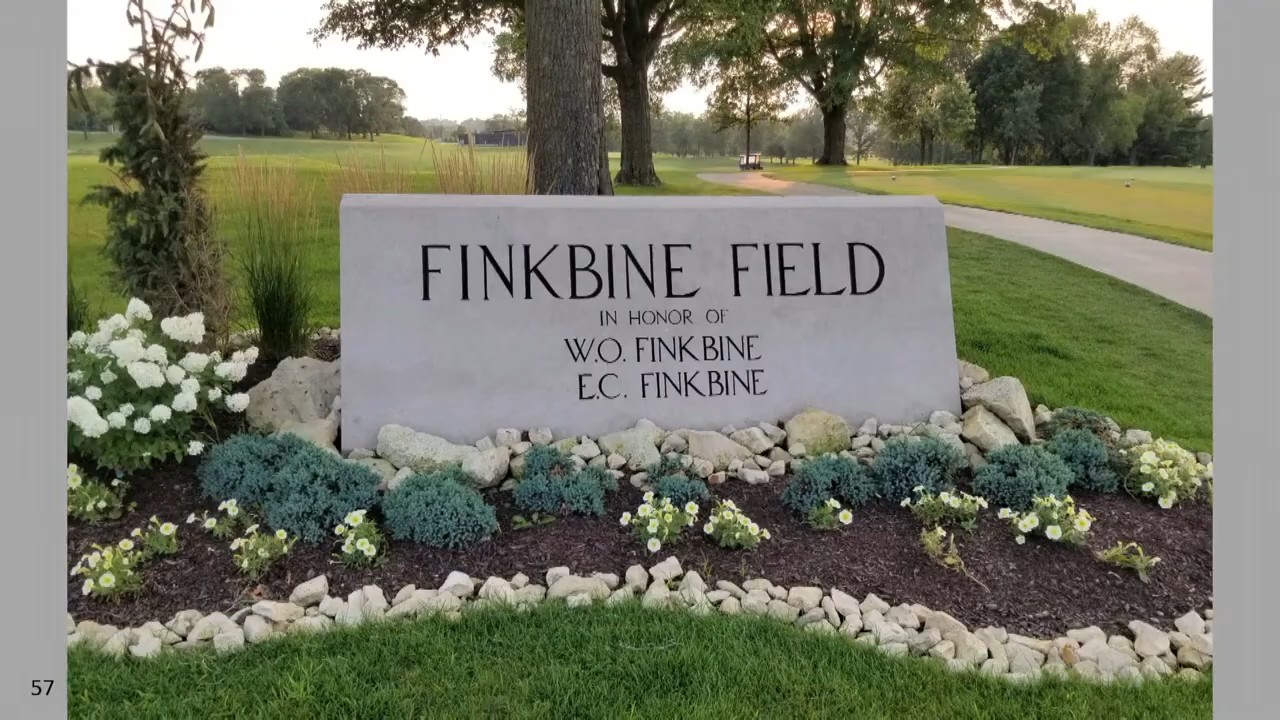 FINKBINE FIELD
IN HONOR OF
W.O. FINKBINE
E.C. FINKBINE
57